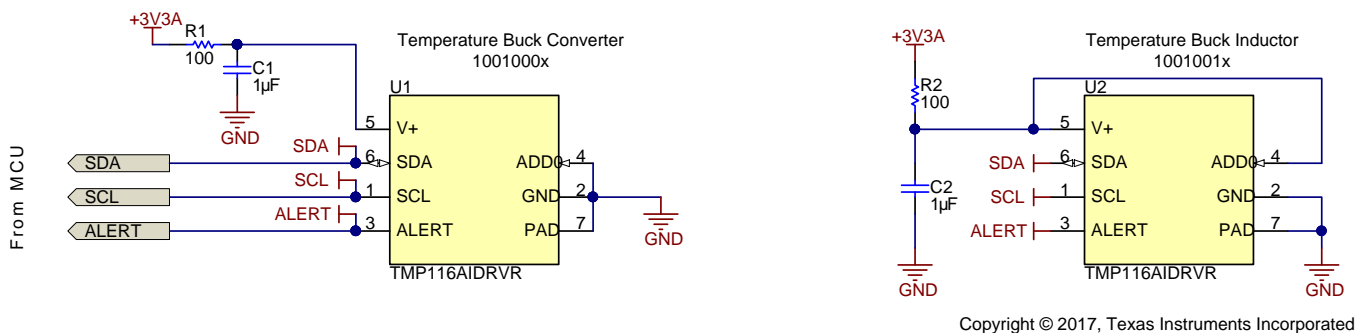 +3V3A
R1
100
C1
1µF
GND
Temperature Buck Converter
1001000x
U1
5
V+
SDA
6
SDA
SCL
1
SCL
ALERT
3
ALERT
ADD0
4
GND
2
PAD
7
GND
TMP116AIDRVR
From MCU
SDA
SCL
ALERT
+3V3A
R2
100
C2
1µF
GND
Temperature Buck Inductor
1001001x
U2
5
V+
SDA
6
SDA
SCL
1
SCL
ALERT
3
ALERT
ADD0
4
GND
2
PAD
7
GND
TMP116AIDRVR
Copyright © 2017, Texas Instruments Incorporated